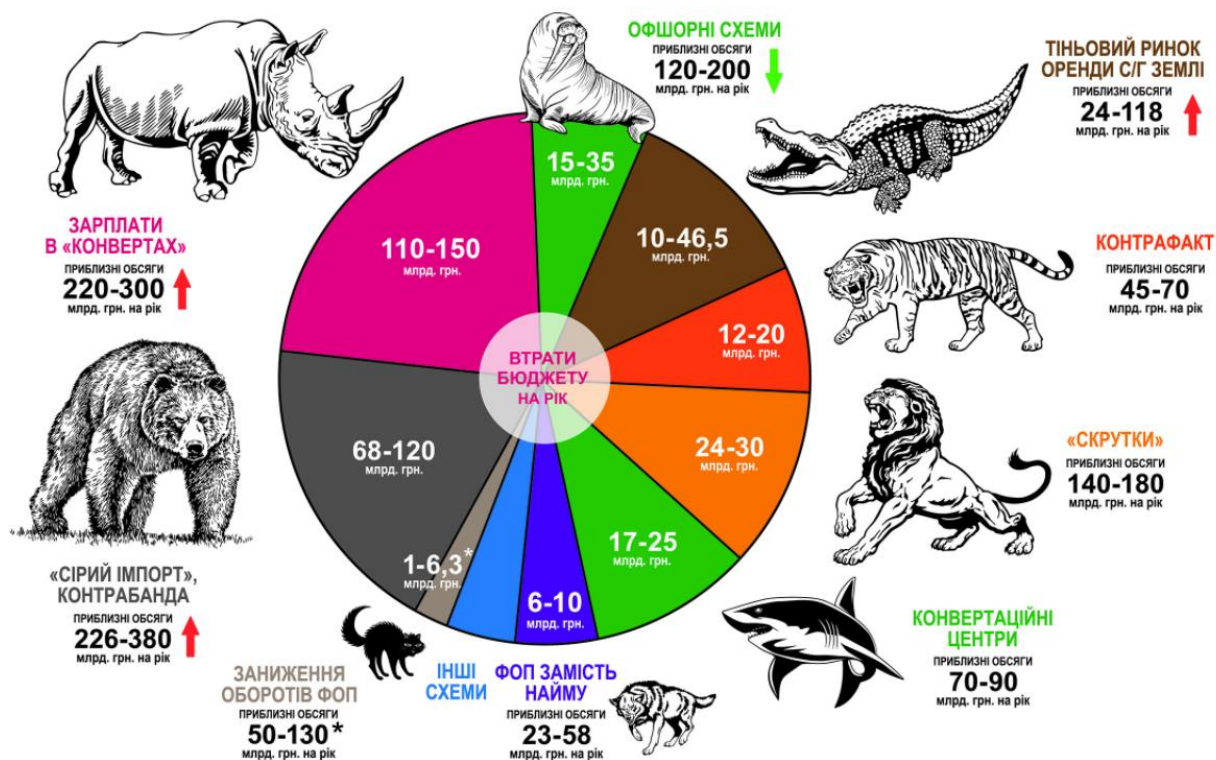 ОФШОРНІ СХЕМИ
ПРИБЛИЗНІ ОБСЯГИ
120-200
млрд. грн. на рік
ТІНЬОВИЙ РИНОК
ОРЕНДИ С/Г ЗЕМЛІ
ПРИБЛИЗНІ ОБСЯГИ
24-118
млрд. грн. на рік
КОНТРАФАКТ
ПРИБЛИЗНІ ОБСЯГИ
45-70
млрд. грн. на рік
«СКРУТКИ»
ПРИБЛИЗНІ ОБСЯГИ
140-180
млрд. грн. на рік
КОНВЕРТАЦІЙНІ
ЦЕНТРИ
ПРИБЛИЗНІ ОБСЯГИ
70-90
млрд. грн. на рік
ФОП ЗАМІСТЬ
НАЙМУ
ПРИБЛИЗНІ ОБСЯГИ
23-58
млрд. грн. на рік
ІНШІ
СХЕМИ
ЗАНИЖЕННЯ
ОБОРОТІВ ФОП
ПРИБЛИЗНІ ОБСЯГИ
50-130*
млрд. грн. на рік
«СІРИЙ ІМПОРТ»,
КОНТРАБАНДА
ПРИБЛИЗНІ ОБСЯГИ
226-380
млрд. грн. на рік
ЗАРПЛАТИ
В «КОНВЕРТАХ»
ПРИБЛИЗНІ ОБСЯГИ
220-300
млрд. грн. на рік
15-35
млрд. грн.
10-46,5
млрд. грн.
12-20
млрд. грн.
24-30
млрд. грн.
17-25
млрд. грн.
6-10
млрд. грн.
1-6,3*
млрд. грн.
68-120
млрд. грн.
110-150
млрд. грн.
ВТРАТИ
БЮДЖЕТУ
НА РІК